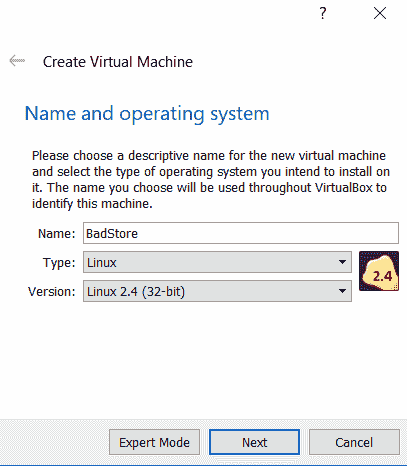 ?
Create Virtual Machine
Name and operating system
Please choose a descriptive name for the new virtual machine
and select the type of operating system you intend to install on
it. The name you choose will be used throughout VirtualBox to
identify this machine.
Name: BadStore
Type: Linux
2.4
Version: Linux 2.4 (32-bit)
Expert Mode Next Cancel